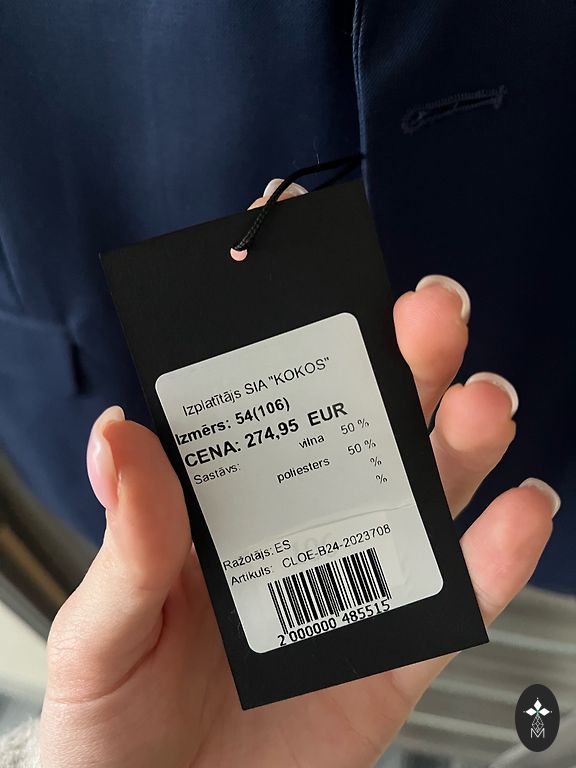 Izplatītājs SIA "KOKOS"
Izmērs: 54(106)
CENA: 274,95 EUR
Sastāvs: vilna 50 %
poliesters 50 %
%
%
Ražotājs: ES
Artikuls: CLOE-B24-2023708
2 000000 485515
M